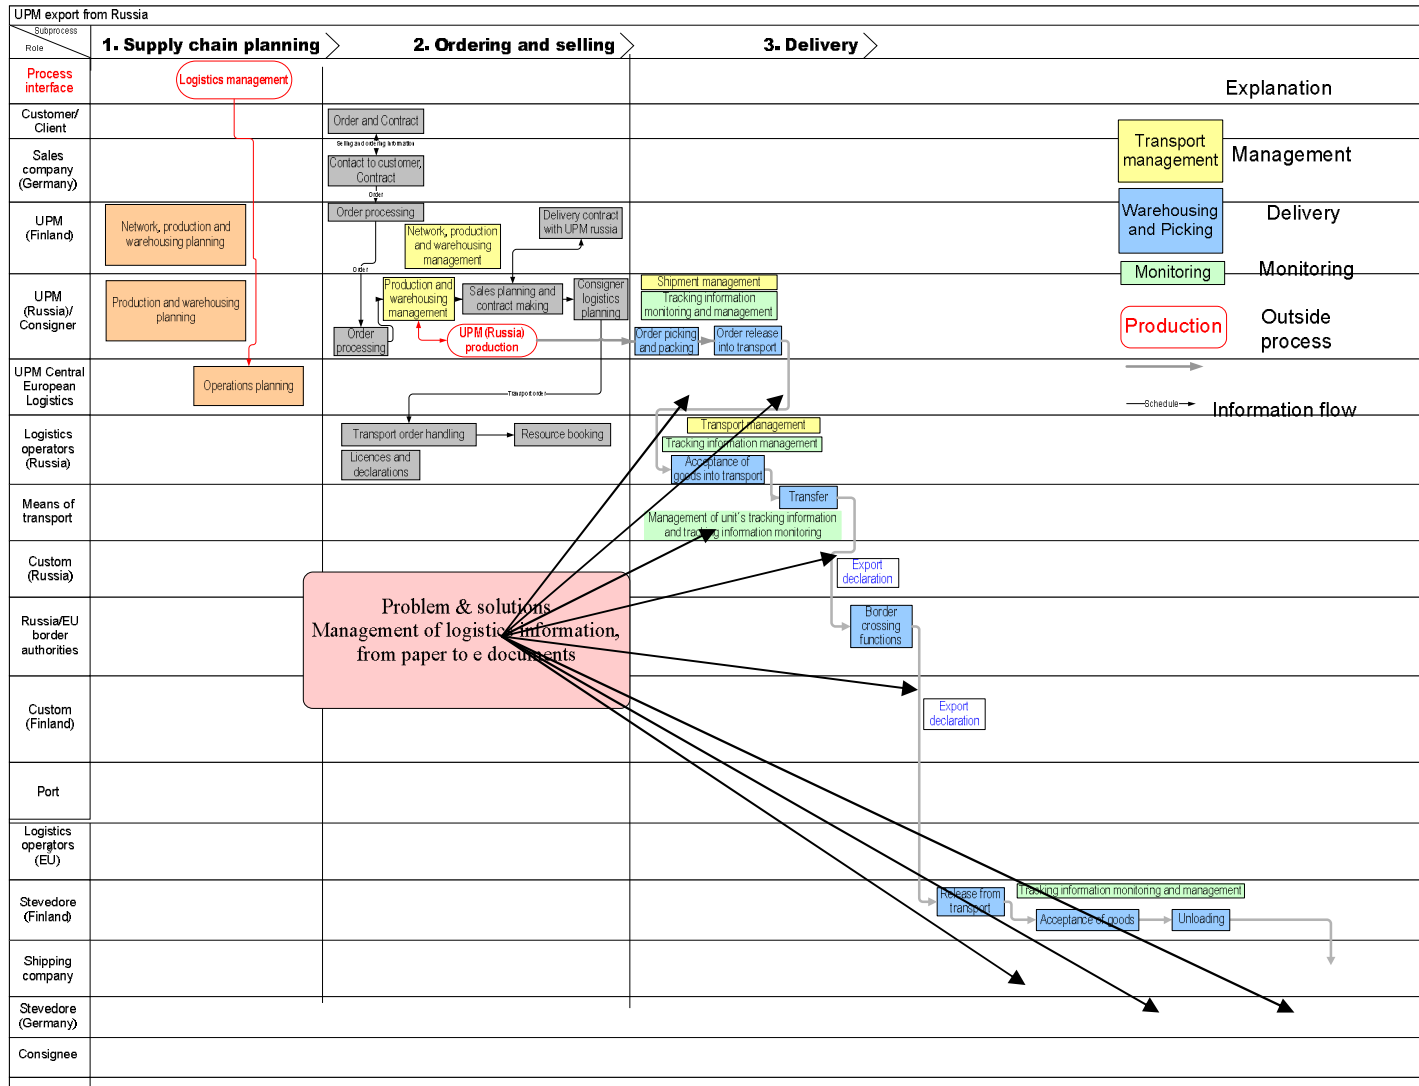 UPM export from Russia
Subprocess
Role
1. Supply chain planning
2. Ordering and selling
3. Delivery
Process
interface
Logistics management
Explanation
Customer/
Client
Order and Contract
Selling and ordering information
Sales
company
(Germany)
Contact to customer,
Contract
Order
Transport
management
Management
UPM
(Finland)
Network, production and
warehousing planning
Order processing
Network, production
and warehousing
management
Delivery contract
with UPM russia
Order
Warehousing
and Picking
Delivery
Monitoring
Monitoring
UPM
(Russia)/
Consigner
Production and warehousing
planning
Order
processing
Production and
warehousing
management
Sales planning and
contract making
Consigner
logistics
planning
UPM (Russia)
production
Shipment management
Tracking information
monitoring and management
Order picking
and packing
Order release
into transport
Production
Outside
process
UPM Central
European
Logistics
Operations planning
Transport order
Schedule
Information flow
Logistics
operators
(Russia)
Transport order handling
Resource booking
Licences and
declarations
Transport management
Tracking information management
Acceptance of
goods into transport
Means of
transport
Transfer
Management of unit's tracking information
and tracking information monitoring
Custom
(Russia)
Export
declaration
Problem & solutions
Management of logistics information,
from paper to e documents
Russia/EU
border
authorities
Border
crossing
functions
Custom
(Finland)
Export
declaration
Port
Logistics
operators
(EU)
Stevedore
(Finland)
Release from
transport
Tracking information monitoring and management
Acceptance of goods
Unloading
Shipping
company
Stevedore
(Germany)
Consignee